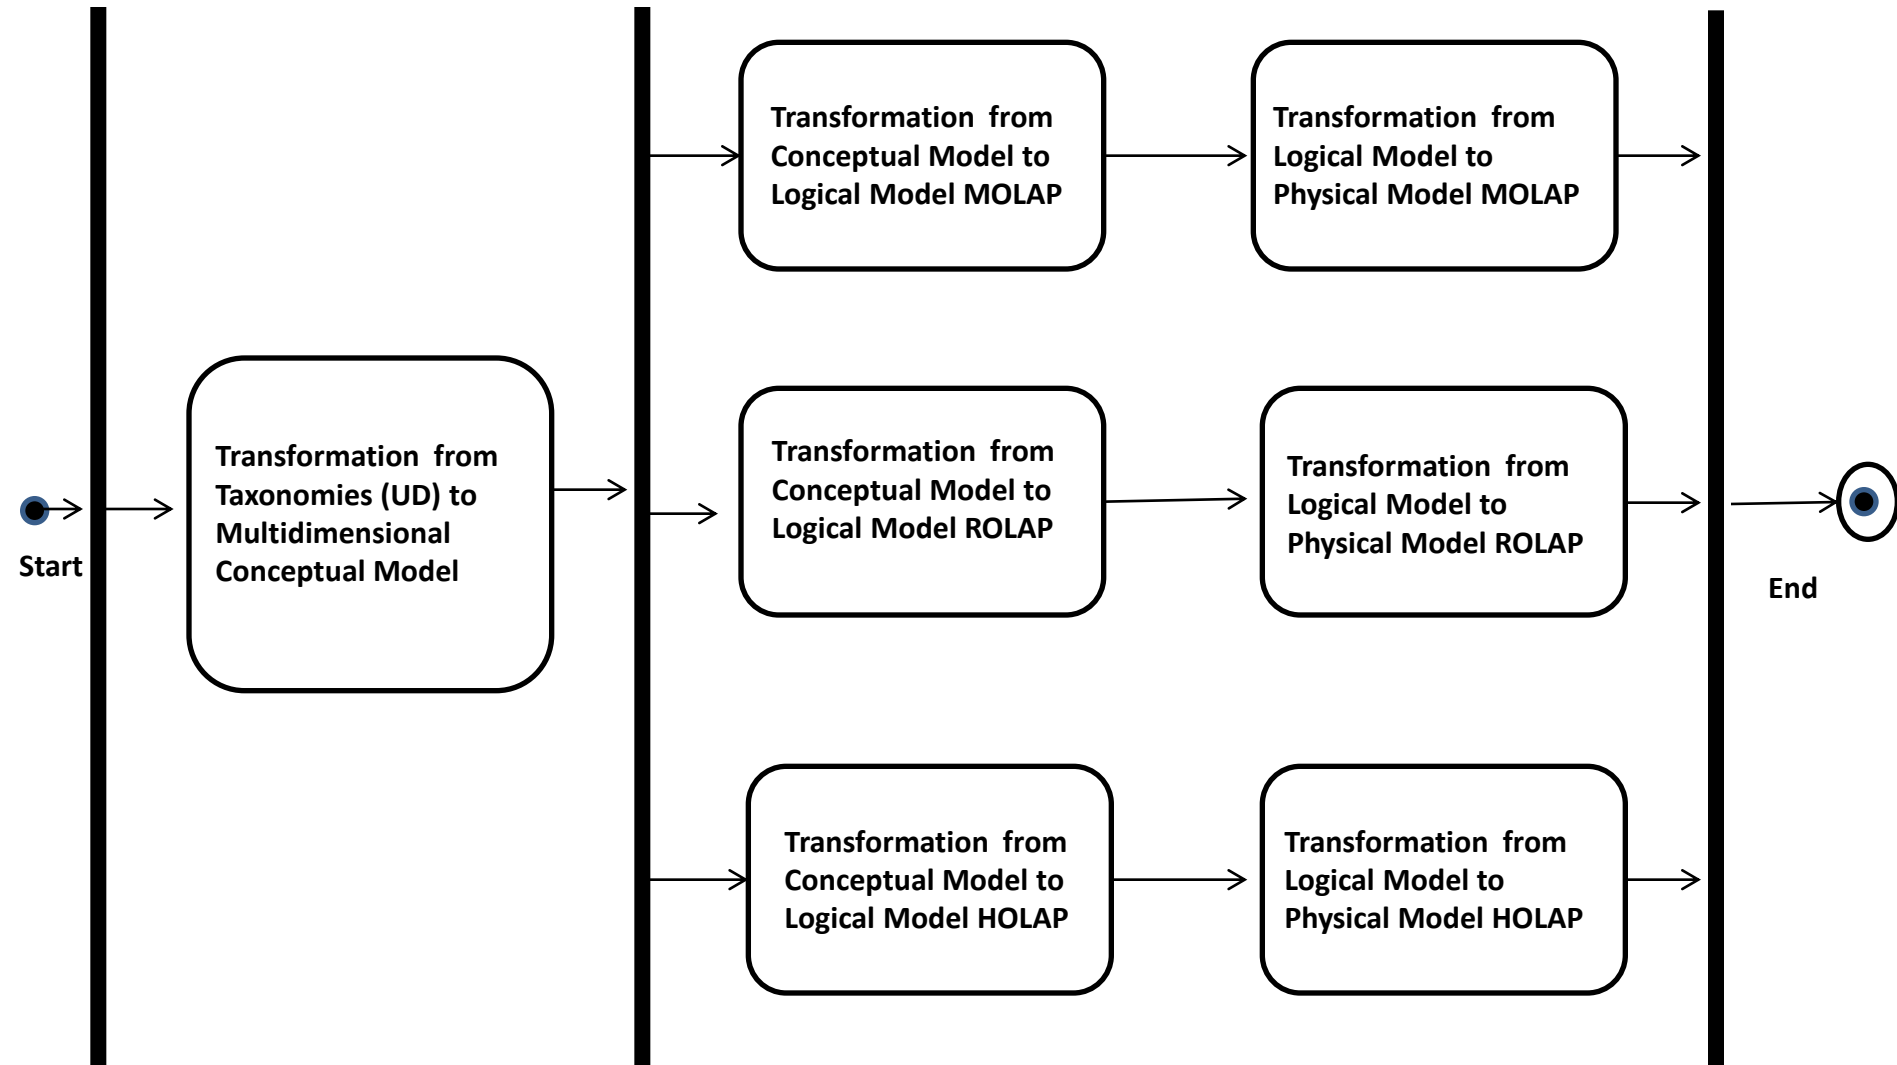 Start
Transformation from
Taxonomies (UD) to
Multidimensional
Conceptual Model
Transformation from
Conceptual Model to
Logical Model MOLAP
Transformation from
Logical Model to
Physical Model MOLAP
Transformation from
Conceptual Model to
Logical Model ROLAP
Transformation from
Logical Model to
Physical Model ROLAP
Transformation from
Conceptual Model to
Logical Model HOLAP
Transformation from
Logical Model to
Physical Model HOLAP
End